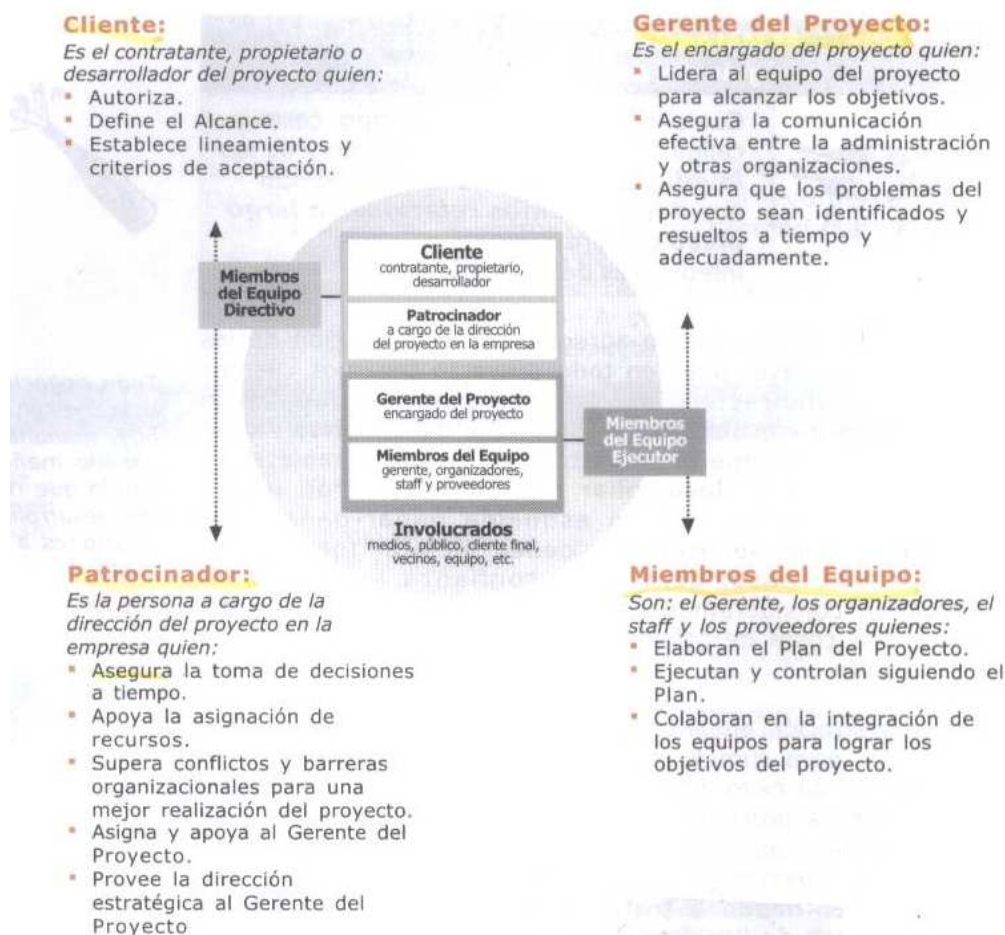 Cliente:
Es el contratante, propietario o
desarrollador del proyecto quien:
▪ Autoriza.
▪ Define el Alcance.
▪ Establece lineamientos y
criterios de aceptación.
Gerente del Proyecto:
Es el encargado del proyecto quien:
▪ Lidera al equipo del proyecto
para alcanzar los objetivos.
▪ Asegura la comunicación
efectiva entre la administración
y otras organizaciones.
▪ Asegura que los problemas del
proyecto sean identificados y
resueltos a tiempo y
adecuadamente.
Miembros
del Equipo
Directivo
Cliente
contratante, propietario,
desarrollador
Patrocinador
a cargo de la dirección
del proyecto en la empresa
Gerente del Proyecto
encargado del proyecto
Miembros del Equipo
gerente, organizadores,
staff y proveedores
Involucrados
medios, público, cliente final,
vecinos, equipo, etc.
Miembros
del Equipo
Ejecutor
Patrocinador:
Es la persona a cargo de la
dirección del proyecto en la
empresa quien:
▪ Asegura la toma de decisiones
a tiempo.
▪ Apoya la asignación de
recursos.
▪ Supera conflictos y barreras
organizacionales para una
mejor realización del proyecto.
▪ Asigna y apoya al Gerente del
Proyecto.
▪ Provee la dirección
estratégica al Gerente del
Proyecto
Miembros del Equipo:
Son: el Gerente, los organizadores, el
staff y los proveedores quienes:
▪ Elaboran el Plan del Proyecto.
▪ Ejecutan y controlan siguiendo el
Plan.
▪ Colaboran en la integración de
los equipos para lograr los
objetivos del proyecto.